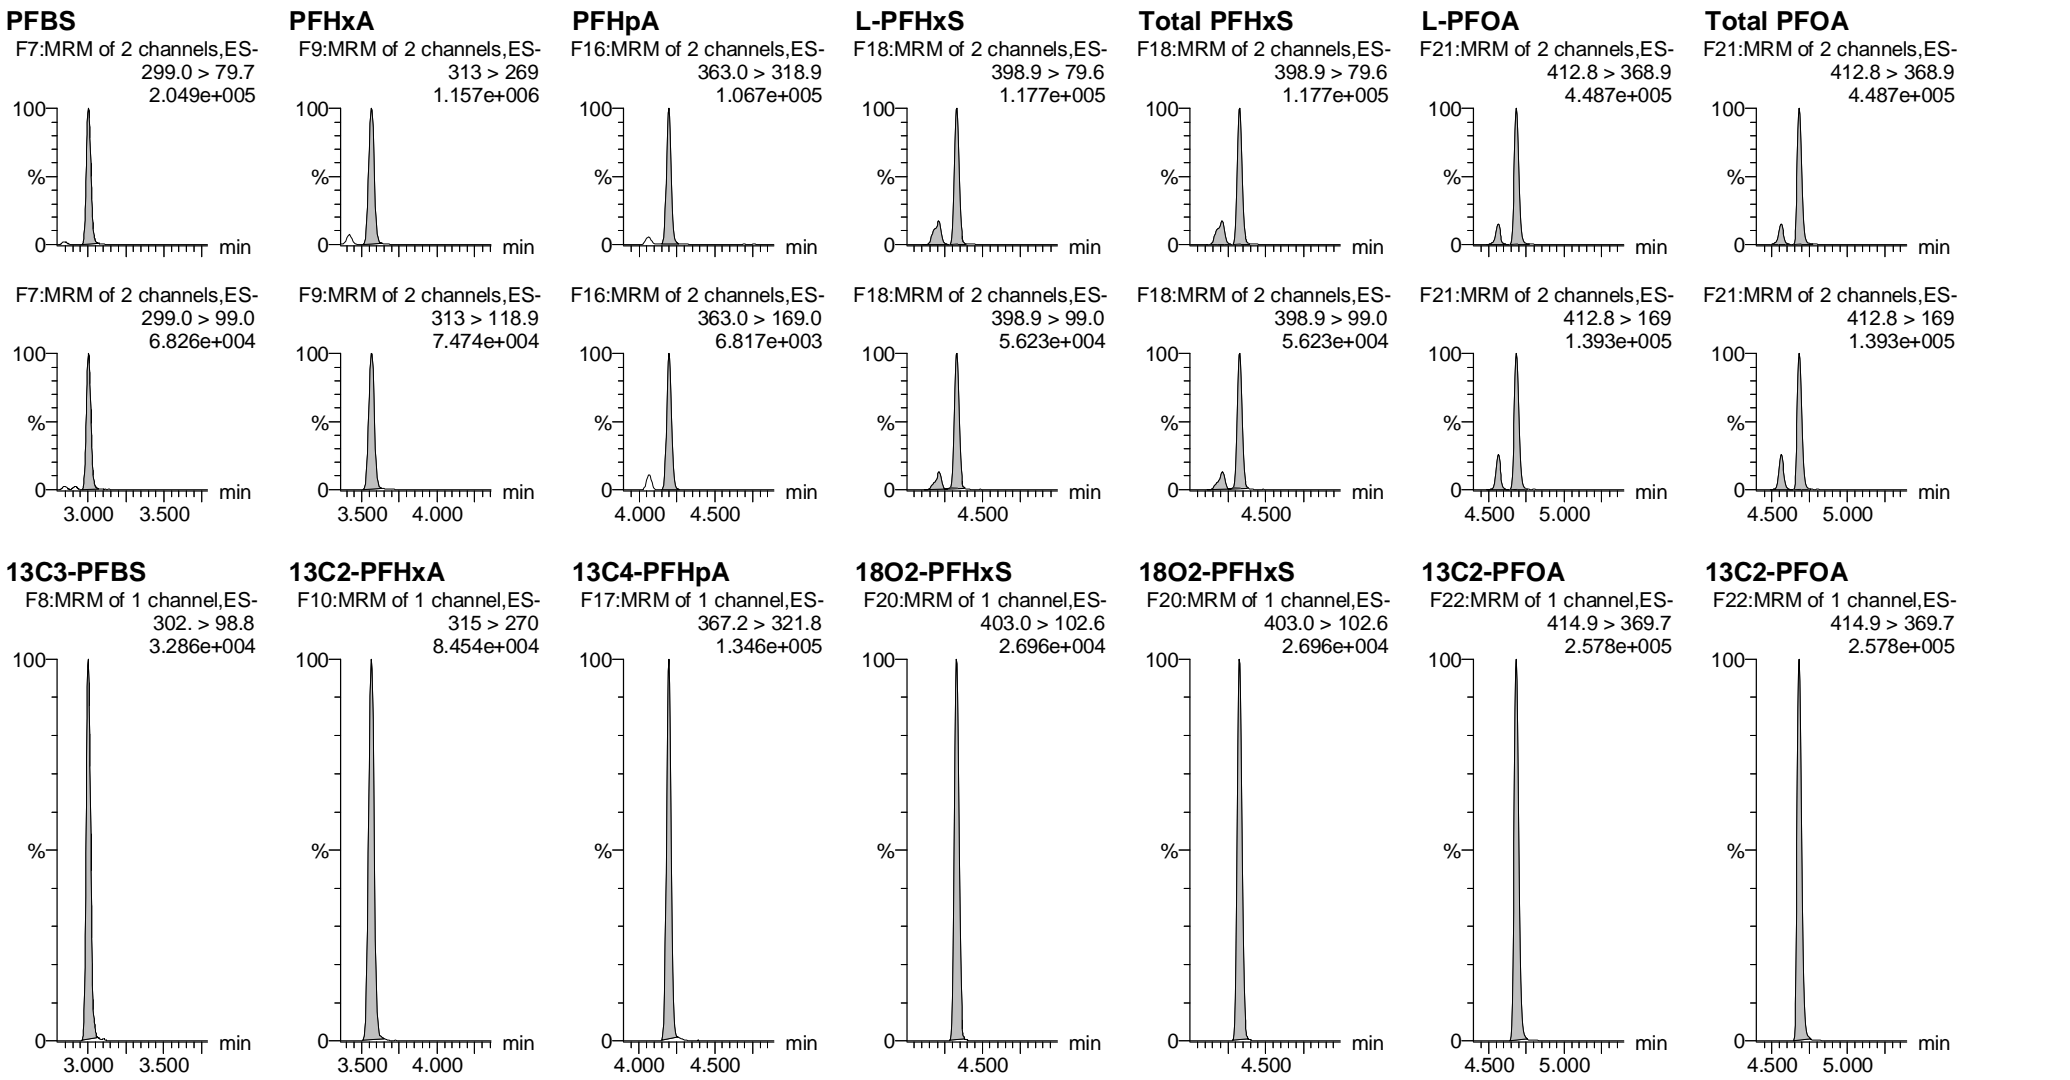 PFBS
F7:MRM of 2 channels,ES-
299.0 > 79.7
2.049e+005
100
%
0
min
PFHxA
F9:MRM of 2 channels,ES-
313 > 269
1.157e+006
100
%
0
min
PFHpA
F16:MRM of 2 channels,ES-
363.0 > 318.9
1.067e+005
100
%
0
min
L-PFHxS
F18:MRM of 2 channels,ES-
398.9 > 79.6
1.177e+005
100
%
0
min
Total PFHxS
F18:MRM of 2 channels,ES-
398.9 > 79.6
1.177e+005
100
%
0
min
L-PFOA
F21:MRM of 2 channels,ES-
412.8 > 368.9
4.487e+005
100
%
0
min
Total PFOA
F21:MRM of 2 channels,ES-
412.8 > 368.9
4.487e+005
100
%
0
min
F7:MRM of 2 channels,ES-
299.0 > 99.0
6.826e+004
100
%
0
min
3.000 3.500
F9:MRM of 2 channels,ES-
313 > 118.9
7.474e+004
100
%
0
min
3.500 4.000
F16:MRM of 2 channels,ES-
363.0 > 169.0
6.817e+003
100
%
0
min
4.000 4.500
F18:MRM of 2 channels,ES-
398.9 > 99.0
5.623e+004
100
%
0
min
4.500
F18:MRM of 2 channels,ES-
398.9 > 99.0
5.623e+004
100
%
0
min
4.500
F21:MRM of 2 channels,ES-
412.8 > 169
1.393e+005
100
%
0
min
4.500 5.000
F21:MRM of 2 channels,ES-
412.8 > 169
1.393e+005
100
%
0
min
4.500 5.000
13C3-PFBS
F8:MRM of 1 channel,ES-
302. > 98.8
3.286e+004
100
%
0
min
3.000 3.500
13C2-PFHxA
F10:MRM of 1 channel,ES-
315 > 270
8.454e+004
100
%
0
min
3.500 4.000
13C4-PFHpA
F17:MRM of 1 channel,ES-
367.2 > 321.8
1.346e+005
100
%
0
min
4.000 4.500
18O2-PFHxS
F20:MRM of 1 channel,ES-
403.0 > 102.6
2.696e+004
100
%
0
min
4.500
18O2-PFHxS
F20:MRM of 1 channel,ES-
403.0 > 102.6
2.696e+004
100
%
0
min
4.500
13C2-PFOA
F22:MRM of 1 channel,ES-
414.9 > 369.7
2.578e+005
100
%
0
min
4.500 5.000
13C2-PFOA
F22:MRM of 1 channel,ES-
414.9 > 369.7
2.578e+005
100
%
0
min
4.500 5.000